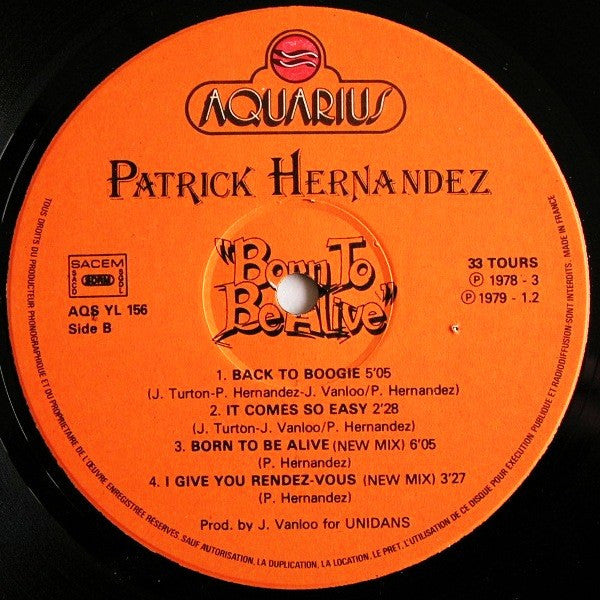 AQUARIUS
PATRICK HERNANDEZ
"Born To
Be Alive"
SACEM
SACD
SDRM
SGDL
AQS YL 156
Side B
33 TOURS
Ⓟ 1978 - 3
Ⓟ 1979 - 1.2
1. BACK TO BOOGIE 5'05
(J. Turton-P. Hernandez-J. Vanloo/P. Hernandez)
2. IT COMES SO EASY 2'28
(J. Turton-J. Vanloo/P. Hernandez)
3. BORN TO BE ALIVE (NEW MIX) 6'05
(P. Hernandez)
4. I GIVE YOU RENDEZ-VOUS (NEW MIX) 3'27
(P. Hernandez)
Prod. by J. Vanloo for UNIDANS
TOUS DROITS DU PRODUCTEUR PHONOGRAPHIQUE ET DU PROPRIETAIRE DE L'ŒUVRE ENREGISTREE RESERVES. SAUF AUTORISATION, LA DUPLICATION, LA LOCATION, LE PRET, L'UTILISATION DE CE DISQUE POUR EXECUTION PUBLIQUE ET RADIODIFFUSION SONT INTERDITS. MADE IN FRANCE